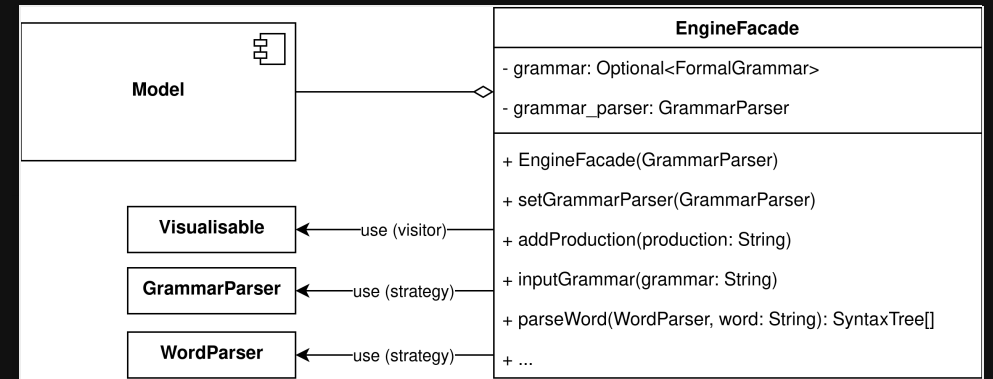 EngineFacade
- grammar: Optional<FormalGrammar>
- grammar_parser: GrammarParser
+ EngineFacade(GrammarParser)
+ setGrammarParser(GrammarParser)
+ addProduction(production: String)
+ inputGrammar(grammar: String)
+ parseWord(WordParser, word: String): SyntaxTree[]
+ ...
Model
Visualisable
use (visitor)
GrammarParser
use (strategy)
WordParser
use (strategy)